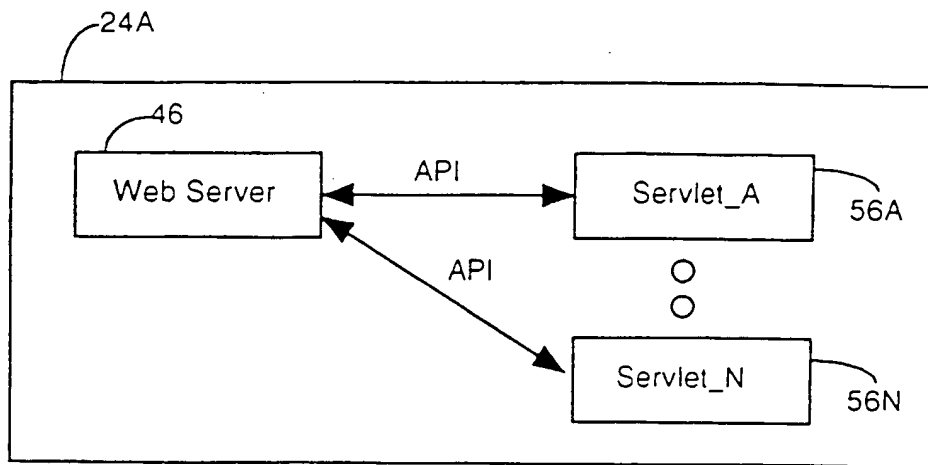 24A
46
Web Server
API
Servlet_A
56A
API
Servlet_N
56N